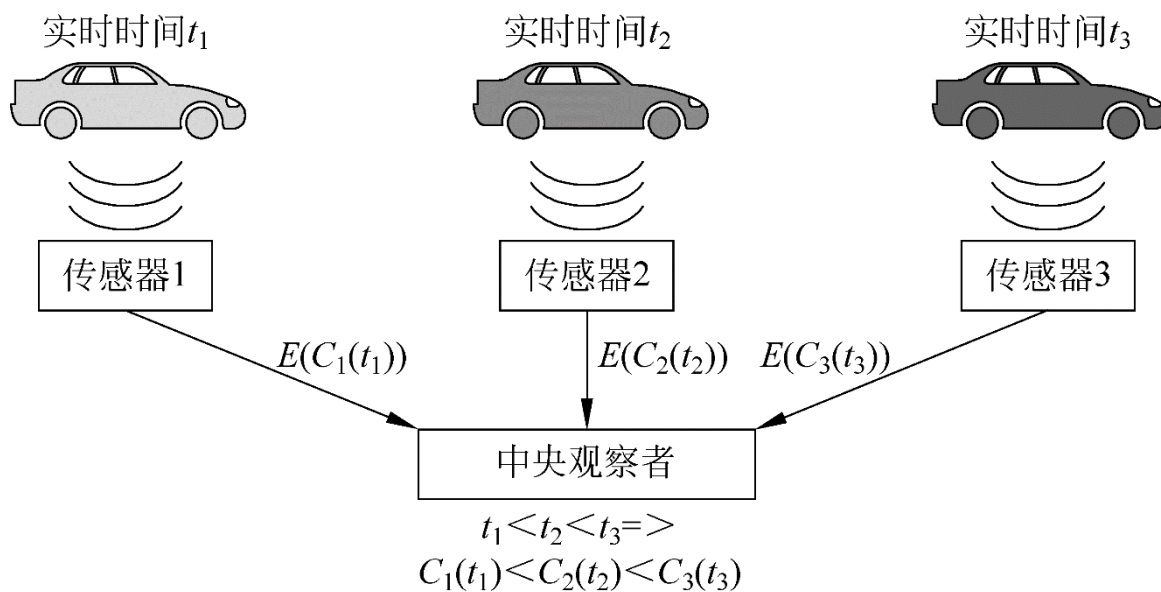 实时时间t₁
实时时间t₂
实时时间t₃
传感器1
传感器2
传感器3
E(C₁(t₁))
E(C₂(t₂))
E(C₃(t₃))
中央观察者
t₁<t₂<t₃=>
C₁(t₁)<C₂(t₂)<C₃(t₃)